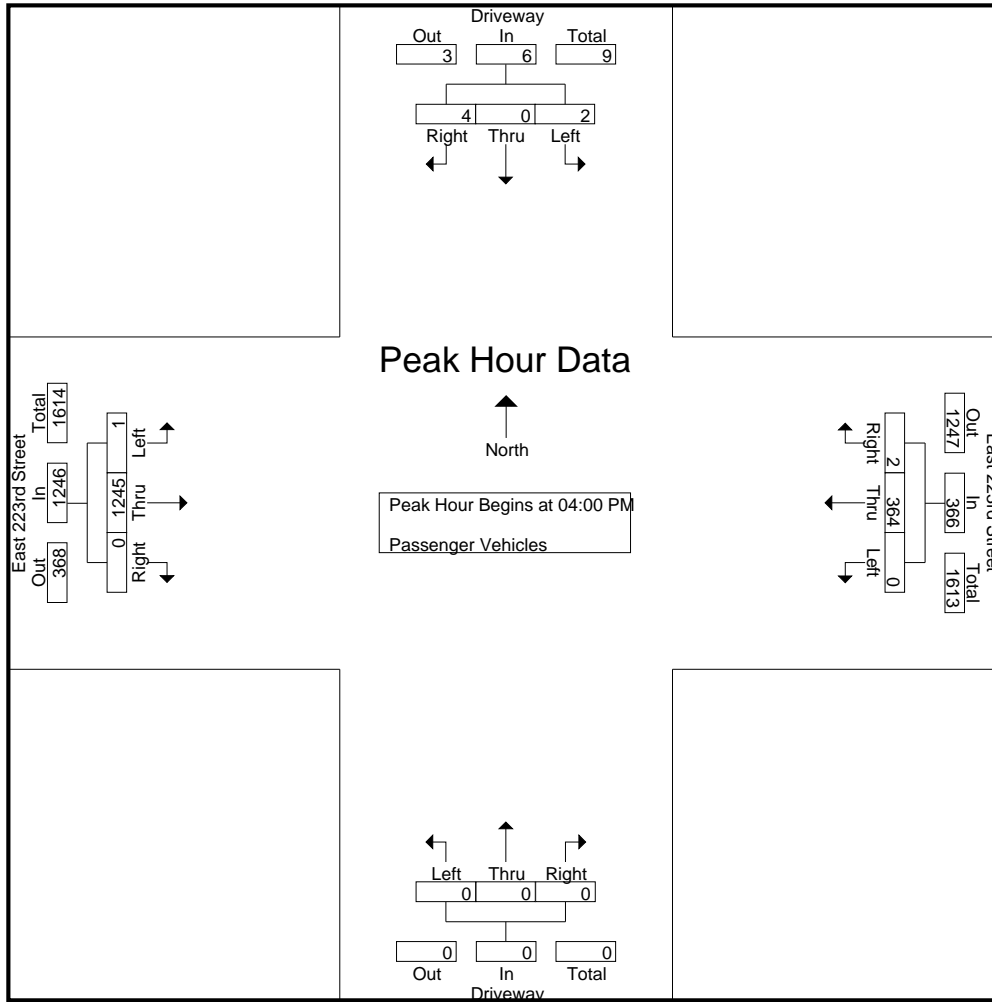 Driveway
Out In Total
3 6 9
4 0 2
Right Thru Left
Peak Hour Data
North
Peak Hour Begins at 04:00 PM
Passenger Vehicles
East 223rd Street
Out In Total
368 1246 1614
0 1245 1
Right Thru Left
East 223rd Street
Out In Total
1247 366 1613
2 364 0
Right Thru Left
Left Thru Right
0 0 0
0 0 0
Out In Total
Driveway